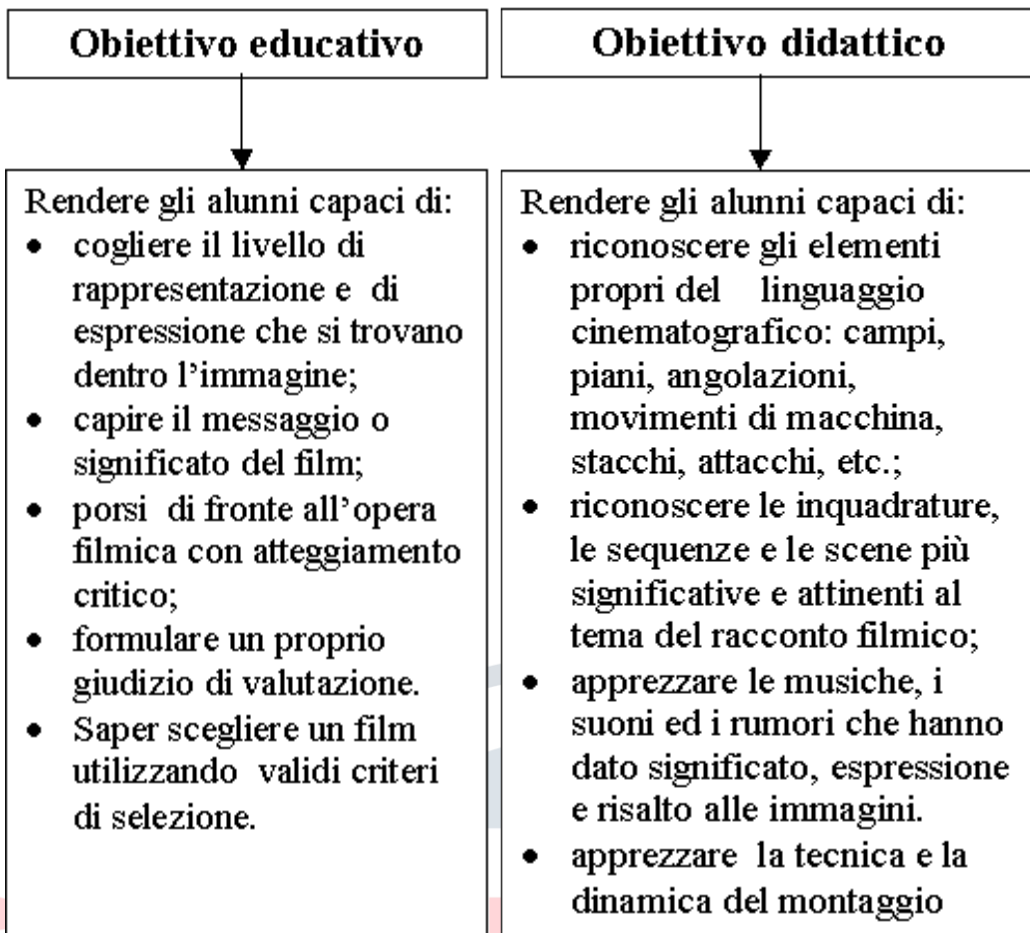 Obiettivo educativo
Rendere gli alunni capaci di:
• cogliere il livello di
rappresentazione e di
espressione che si trovano
dentro l’immagine;
• capire il messaggio o
significato del film;
• porsi di fronte all’opera
filmica con atteggiamento
critico;
• formulare un proprio
giudizio di valutazione.
• Saper scegliere un film
utilizzando validi criteri
di selezione.
Obiettivo didattico
Rendere gli alunni capaci di:
• riconoscere gli elementi
propri del linguaggio
cinematografico: campi,
piani, angolazioni,
movimenti di macchina,
stacchi, attacchi, etc.;
• riconoscere le inquadrature,
le sequenze e le scene più
significative e attinenti al
tema del racconto filmico;
• apprezzare le musiche, i
suoni ed i rumori che hanno
dato significato, espressione
e risalto alle immagini.
• apprezzare la tecnica e la
dinamica del montaggio